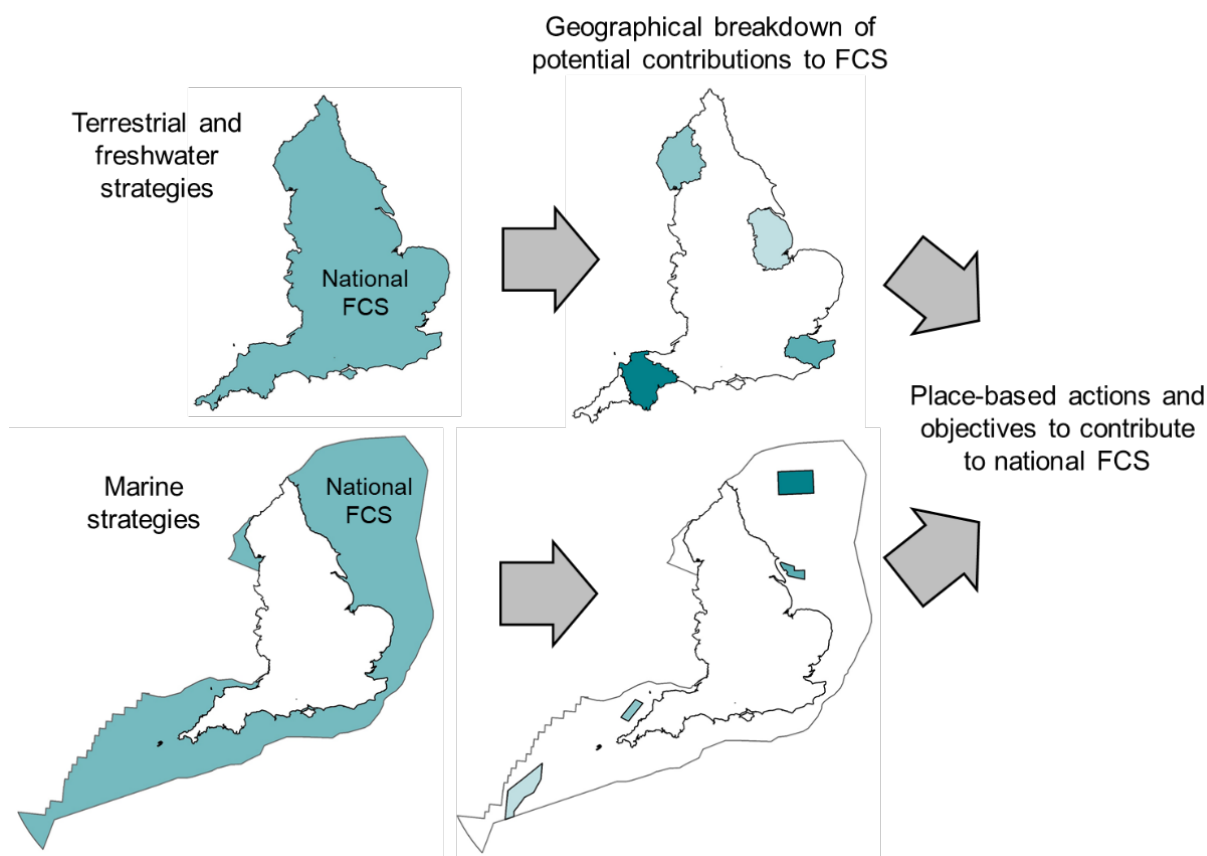 Geographical breakdown of
potential contributions to FCS
Terrestrial and
freshwater
strategies
National
FCS
Place-based actions and
objectives to contribute
to national FCS
Marine
strategies
National
FCS